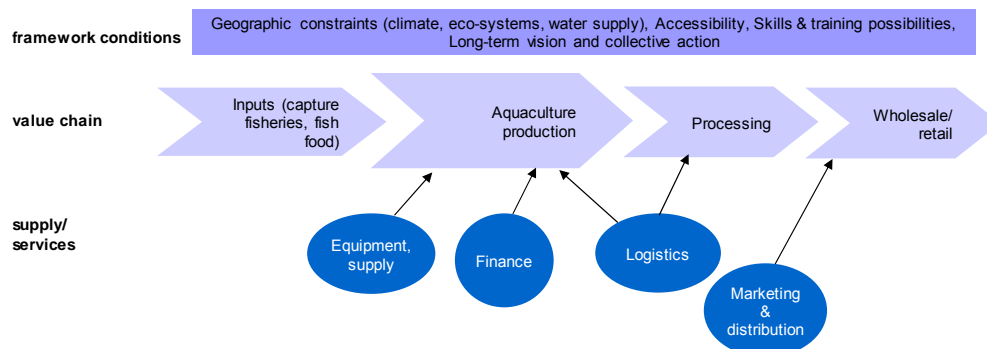 framework conditions
Geographic constraints (climate, eco-systems, water supply), Accessibility, Skills & training possibilities,
Long-term vision and collective action
value chain
Inputs (capture
fisheries, fish
food)
Aquaculture
production
Processing
Wholesale/
retail
supply/
services
Equipment,
supply
Finance
Logistics
Marketing
&
distribution